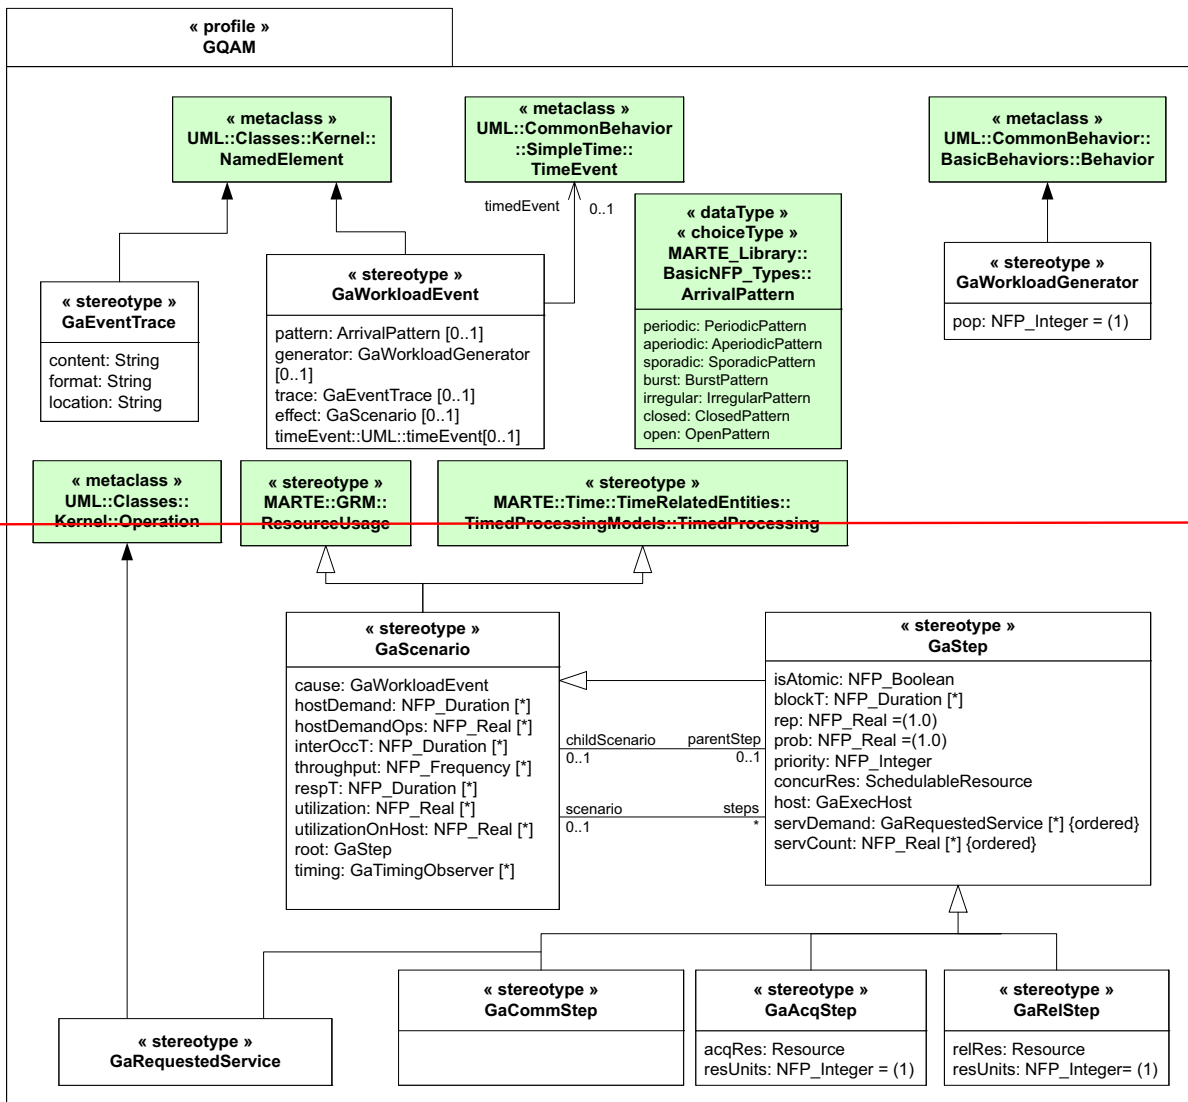 « profile »
GQAM
« metaclass »
UML::Classes::Kernel::
NamedElement
« metaclass »
UML::CommonBehavior
::SimpleTime::
TimeEvent
« metaclass »
UML::CommonBehavior::
BasicBehaviors::Behavior
timedEvent
0..1
« dataType »
« choiceType »
MARTE_Library::
BasicNFP_Types::
ArrivalPattern
periodic: PeriodicPattern
aperiodic: AperiodicPattern
sporadic: SporadicPattern
burst: BurstPattern
irregular: IrregularPattern
closed: ClosedPattern
open: OpenPattern
« stereotype »
GaWorkloadGenerator
pop: NFP_Integer = (1)
« stereotype »
GaEventTrace
content: String
format: String
location: String
« stereotype »
GaWorkloadEvent
pattern: ArrivalPattern [0..1]
generator: GaWorkloadGenerator
[0..1]
trace: GaEventTrace [0..1]
effect: GaScenario [0..1]
timeEvent::UML::timeEvent[0..1]
« metaclass »
UML::Classes::
Kernel::Operation
« stereotype »
MARTE::GRM::
ResourceUsage
« stereotype »
MARTE::Time::TimeRelatedEntities::
TimedProcessingModels::TimedProcessing
« stereotype »
GaScenario
cause: GaWorkloadEvent
hostDemand: NFP_Duration [*]
hostDemandOps: NFP_Real [*]
interOccT: NFP_Duration [*]
throughput: NFP_Frequency [*]
respT: NFP_Duration [*]
utilization: NFP_Real [*]
utilizationOnHost: NFP_Real [*]
root: GaStep
timing: GaTimingObserver [*]
childScenario
0..1
parentStep
0..1
scenario
0..1
steps
*
« stereotype »
GaStep
isAtomic: NFP_Boolean
blockT: NFP_Duration [*]
rep: NFP_Real =(1.0)
prob: NFP_Real =(1.0)
priority: NFP_Integer
concurRes: SchedulableResource
host: GaExecHost
servDemand: GaRequestedService [*] {ordered}
servCount: NFP_Real [*] {ordered}
« stereotype »
GaRequestedService
« stereotype »
GaCommStep
« stereotype »
GaAcqStep
acqRes: Resource
resUnits: NFP_Integer = (1)
« stereotype »
GaRelStep
relRes: Resource
resUnits: NFP_Integer= (1)